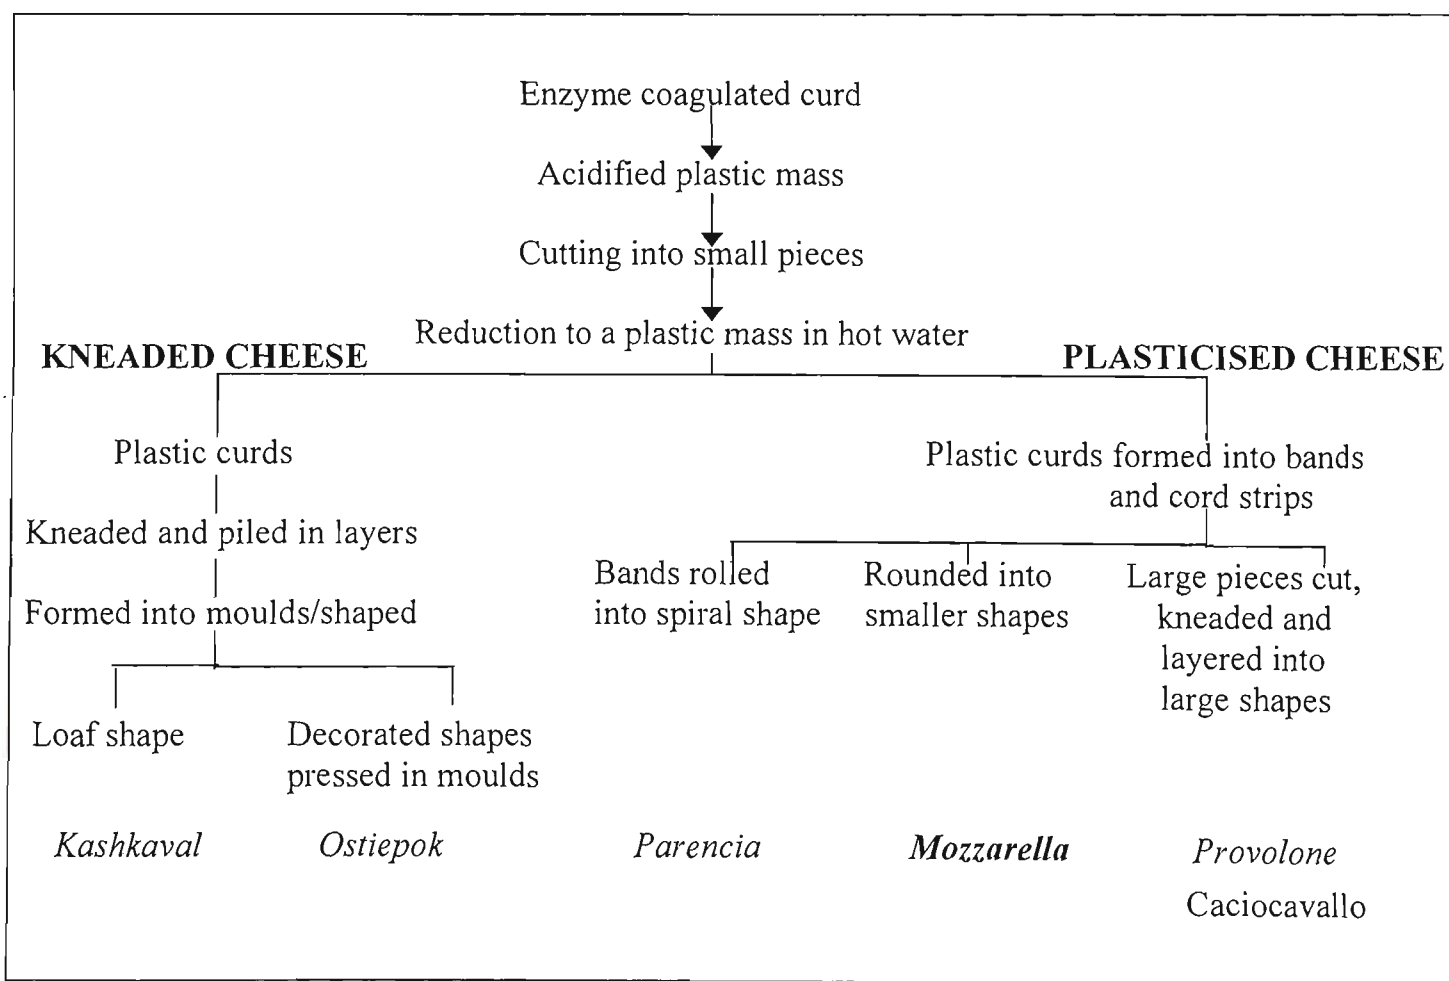 Enzyme coagulated curd
Acidified plastic mass
Cutting into small pieces
Reduction to a plastic mass in hot water
KNEADED CHEESE
PLASTICISED CHEESE
Plastic curds
Kneaded and piled in layers
Formed into moulds/shaped
Loaf shape
Decorated shapes
pressed in moulds
Plastic curds formed into bands
and cord strips
Bands rolled
into spiral shape
Rounded into
smaller shapes
Large pieces cut,
kneaded and
layered into
large shapes
Kashkaval
Ostiepok
Parencia
Mozzarella
Provolone
Caciocavallo